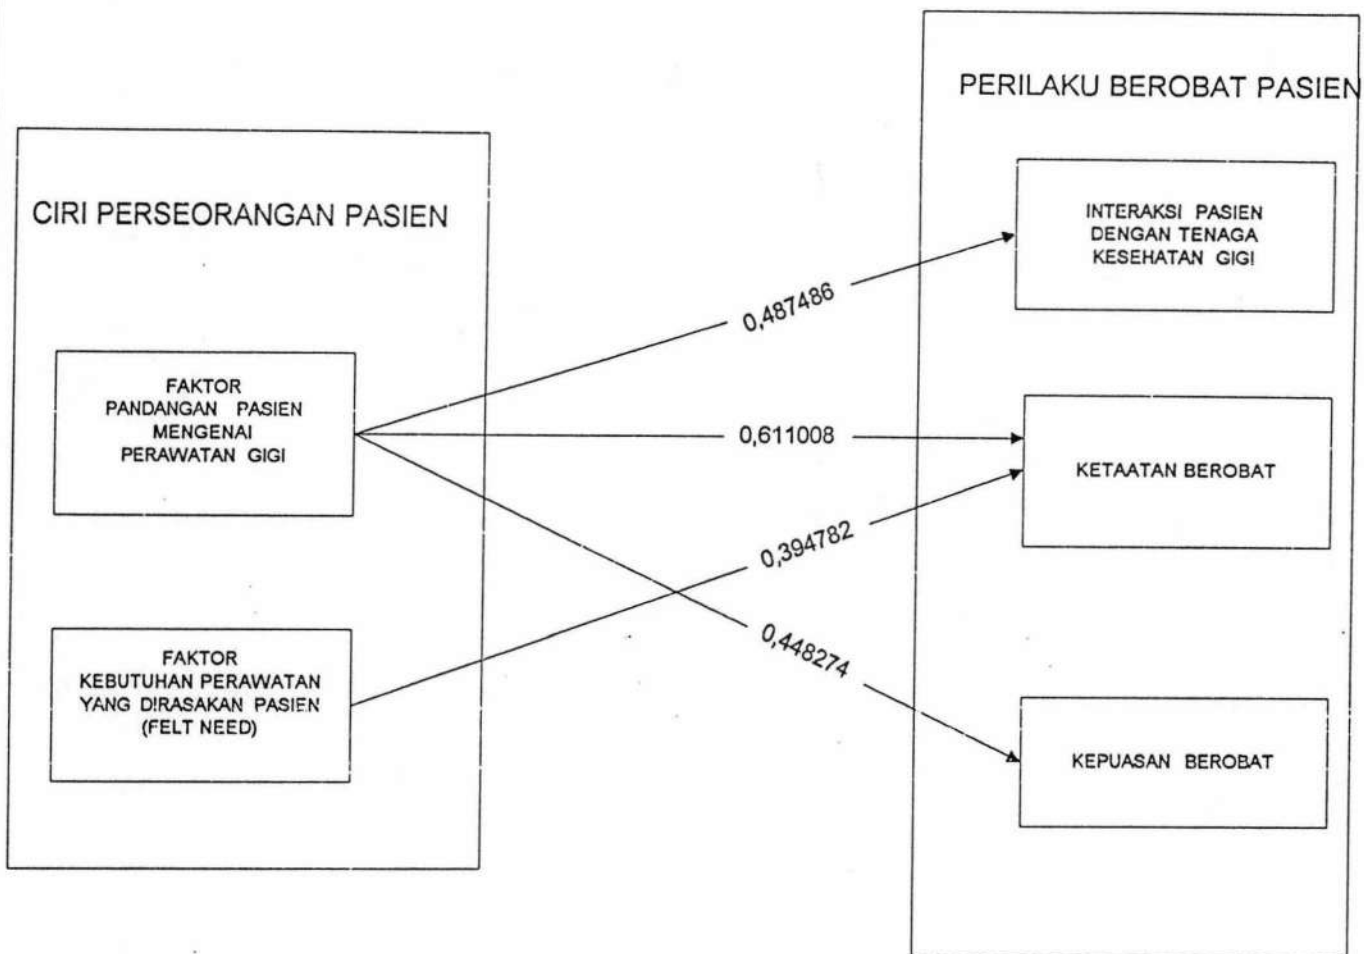 PERILAKU BEROBAT PASIEN
CIRI PERSEORANGAN PASIEN
INTERAKSI PASIEN
DENGAN TENAGA
KESEHATAN GIGI
0,487486
FAKTOR
PANDANGAN PASIEN
MENGENAI
PERAWATAN GIGI
0,611008
KETAATAN BEROBAT
0,394782
FAKTOR
KEBUTUHAN PERAWATAN
YANG DIRASAKAN PASIEN
(FELT NEED)
0,448274
KEPUASAN BEROBAT